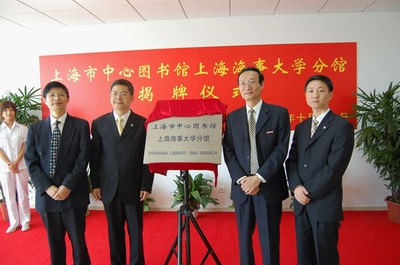 上海市中心图书馆上海海事大学分馆
揭牌仪式
上海市中心图书馆
上海海事大学分馆
SHANGHAI LIBRARY SMU BRANCH